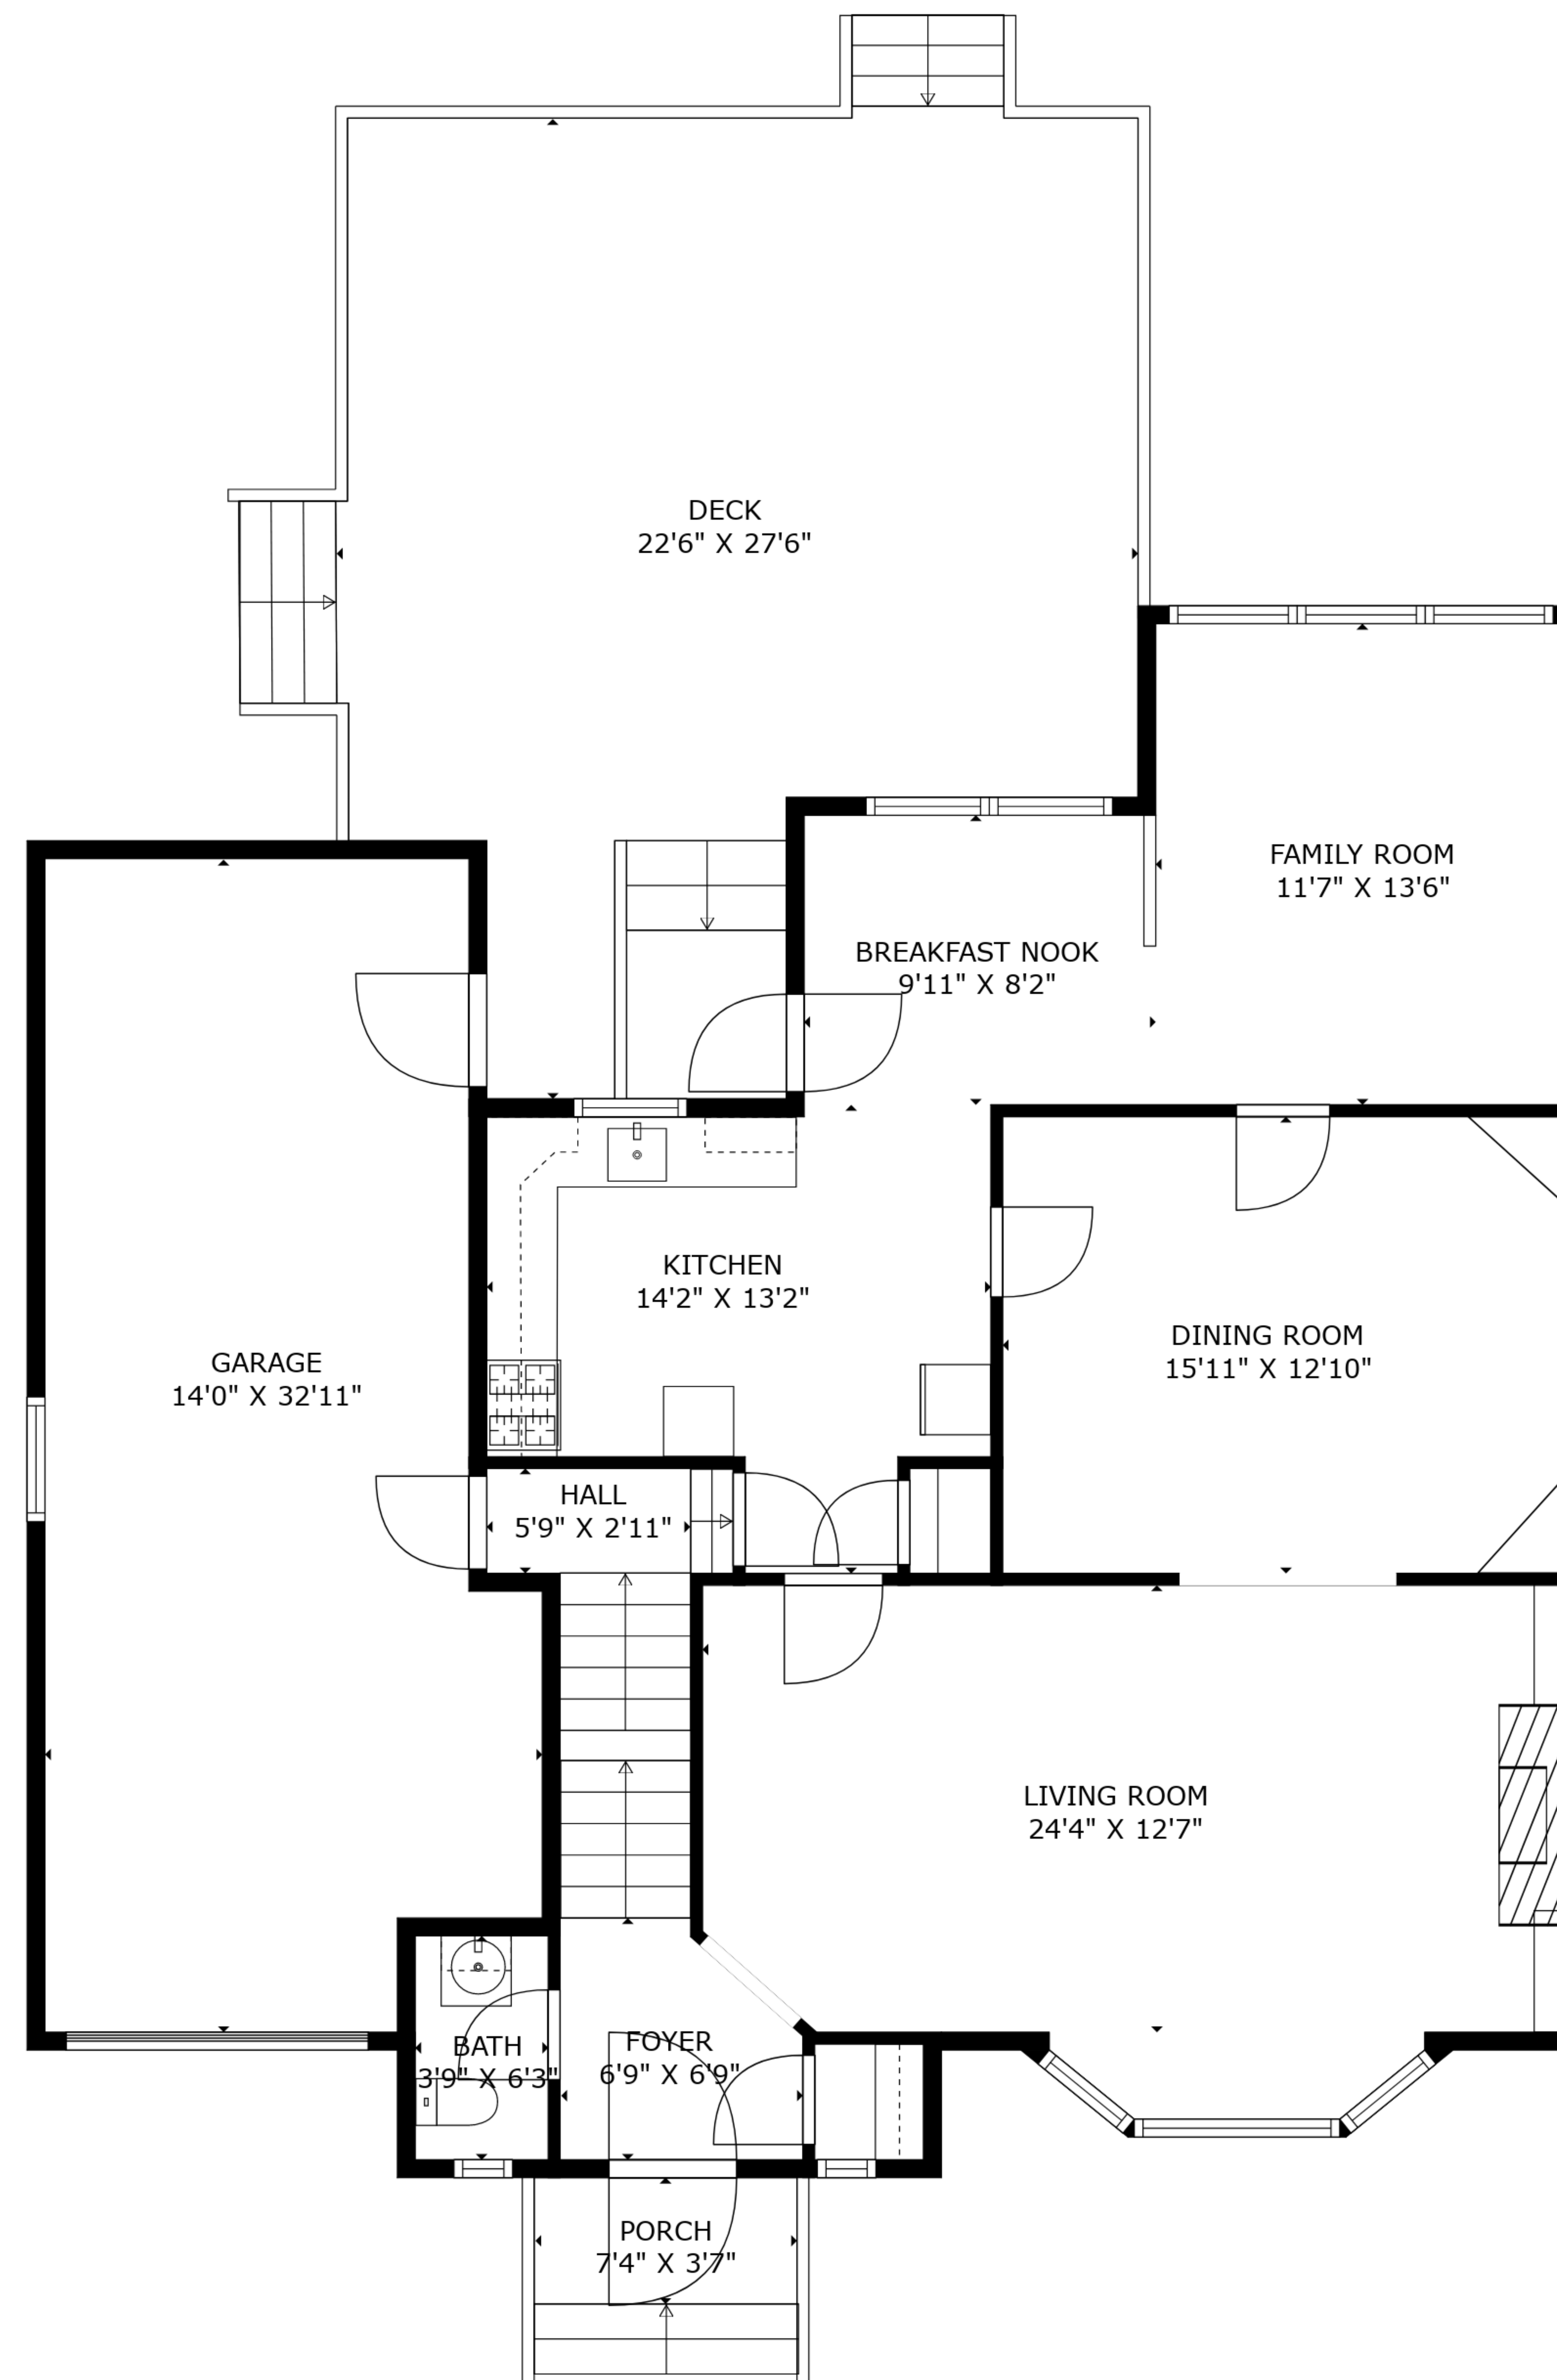 DECK
22'6" X 27'6"
FAMILY ROOM
11'7" X 13'6"
BREAKFAST NOOK
9'11" X 8'2"
KITCHEN
14'2" X 13'2"
DINING ROOM
15'11" X 12'10"
GARAGE
14'0" X 32'11"
HALL
5'9" X 2'11"
LIVING ROOM
24'4" X 12'7"
BATH
3'9" X 6'3"
FOYER
6'9" X 6'9"
PORCH
7'4" X 3'7"